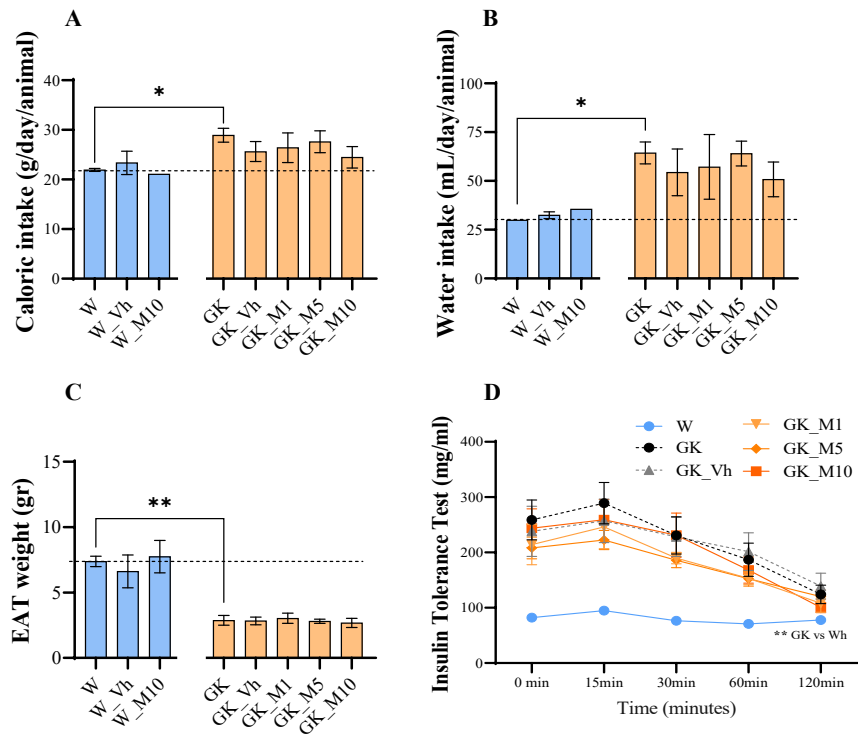 A
Caloric intake (g/day/animal)
40
30
20
10
0
*
W
W_Vh
W_M10
GK
GK_Vh
GK_M1
GK_M5
GK_M10
B
Water intake (mL/day/animal)
100
75
50
25
0
*
W
W_Vh
W_M10
GK
GK_Vh
GK_M1
GK_M5
GK_M10
C
EAT weight (gr)
15
10
5
0
**
W
W_Vh
W_M10
GK
GK_Vh
GK_M1
GK_M5
GK_M10
D
Insulin Tolerance Test (mg/ml)
W
GK
GK_Vh
GK_M1
GK_M5
GK_M10
400
300
200
100
0
** GK vs Wh
0 min
15min
30min
60min
120min
Time (minutes)